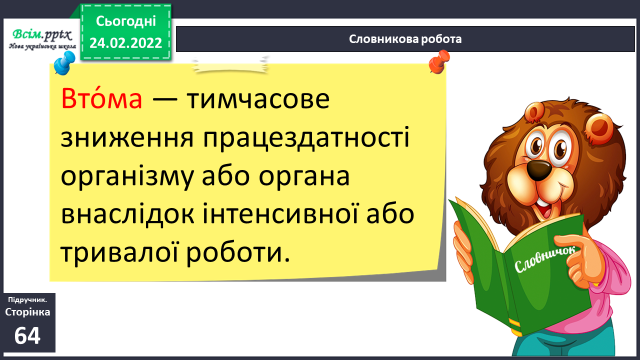 Всім.pptx
Нова українська школа
Сьогодні
24.02.2022
Словникова робота
Вто́ма — тимчасове
зниження працездатності
організму або органа
внаслідок інтенсивної або
тривалої роботи.
Словничок
Підручник.
Сторінка
64